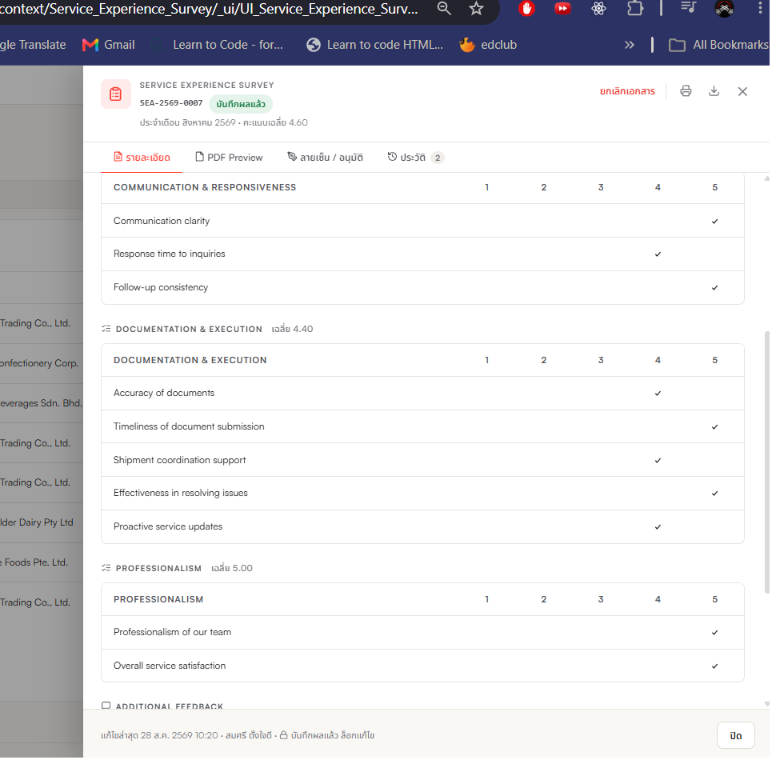 context/Service_Experience_Survey/_ui/UI_Service_Experience_Surv...
gle Translate
Gmail
Learn to Code - for...
Learn to code HTML...
edclub
»
All Bookmarks
SERVICE EXPERIENCE SURVEY
SEA-2569-0007 บันทึกผลแล้ว
ประจำเดือน สิงหาคม 2569 • คะแนนเฉลี่ย 4.60
ยกเลิกเอกสาร
รายละเอียด
PDF Preview
ลายเซ็น / อนุมัติ
ประวัติ 2
COMMUNICATION & RESPONSIVENESS 1 2 3 4 5
Communication clarity ✓
Response time to inquiries ✓
Follow-up consistency ✓
DOCUMENTATION & EXECUTION เฉลี่ย 4.40
DOCUMENTATION & EXECUTION 1 2 3 4 5
Accuracy of documents ✓
Timeliness of document submission ✓
Shipment coordination support ✓
Effectiveness in resolving issues ✓
Proactive service updates ✓
PROFESSIONALISM เฉลี่ย 5.00
PROFESSIONALISM 1 2 3 4 5
Professionalism of our team ✓
Overall service satisfaction ✓
ADDITIONAL FEEDBACK
แก้ไขล่าสุด 28 ส.ค. 2569 10:20 • สมศรี ตั้งใจดี • บันทึกผลแล้ว ล็อกแก้ไข
ปิด
Trading Co., Ltd.
onfectionery Corp.
everages Sdn. Bhd.
Trading Co., Ltd.
Trading Co., Ltd.
lder Dairy Pty Ltd
e Foods Pte. Ltd.
Trading Co., Ltd.